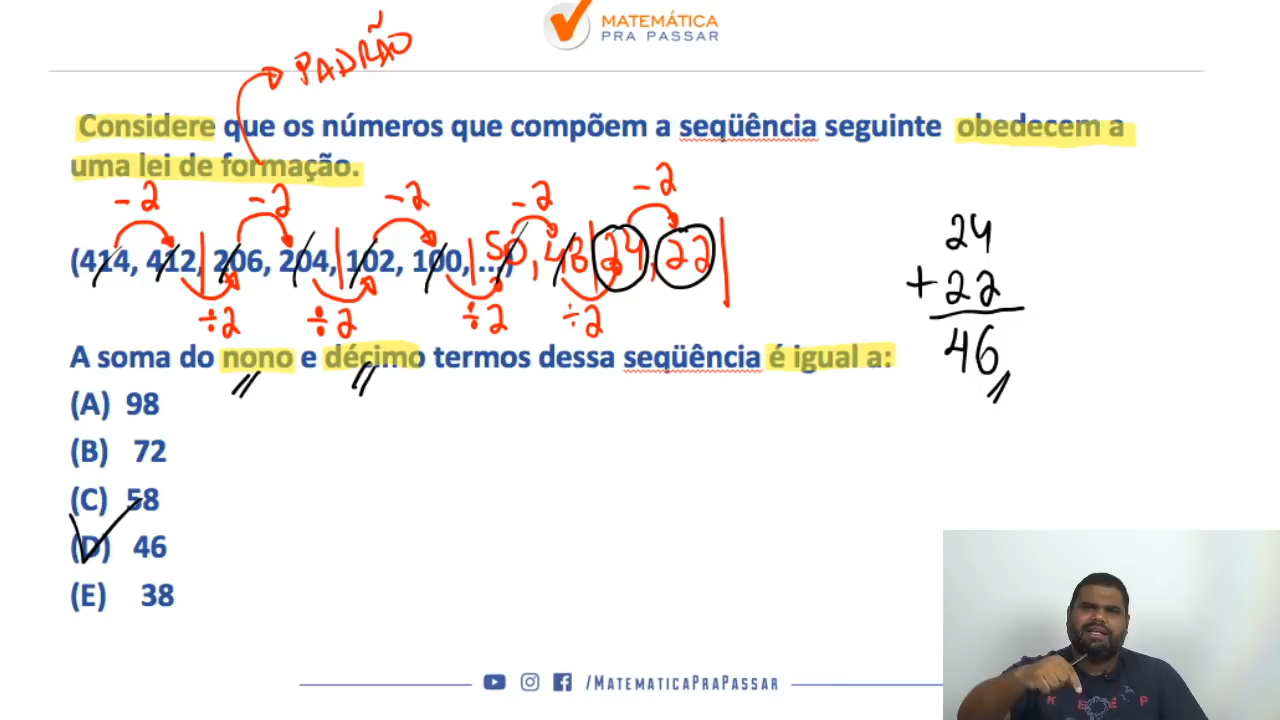 MATEMÁTICA
PRA PASSAR
PADRÃO
Considere que os números que compõem a seqüência seguinte obedecem a
uma lei de formação.
-2 -2 -2 -2 -2
(414, 412, 206, 204, 102, 100, ...) 50, 48 24, 22
÷2 ÷2 ÷2 ÷2
24
+22
46
A soma do nono e décimo termos dessa seqüência é igual a:
(A) 98
(B) 72
(C) 58
(D) 46
(E) 38
/MATEMATICAPRAPASSAR